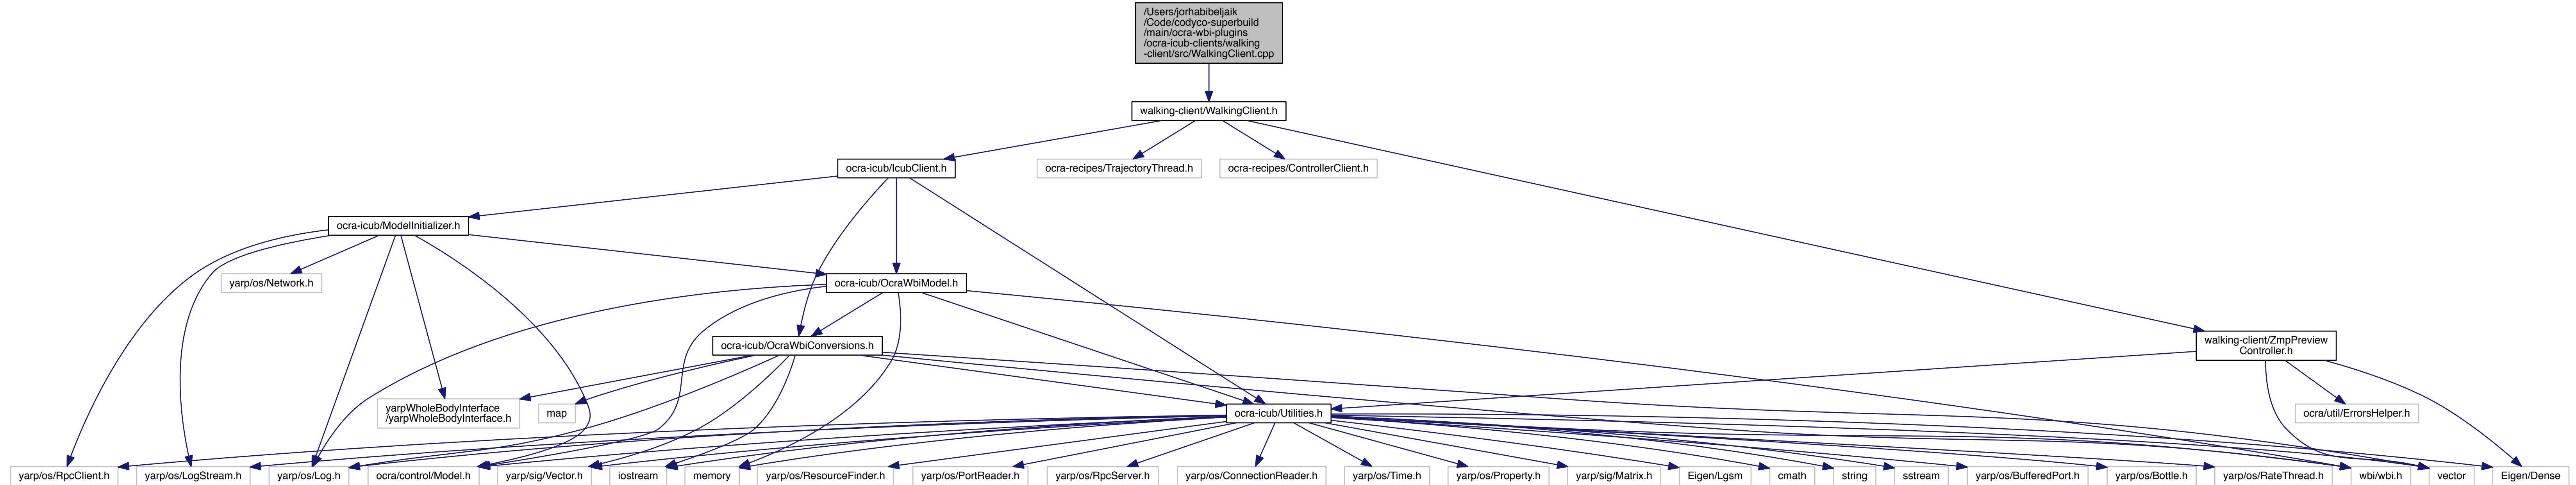 /Users/jorhabibeljaik
/Code/codyco-superbuild
/main/ocra-wbi-plugins
/ocra-icub-clients/walking
-client/src/WalkingClient.cpp
walking-client/WalkingClient.h
ocra-icub/IcubClient.h
ocra-recipes/TrajectoryThread.h
ocra-recipes/ControllerClient.h
ocra-icub/ModelInitializer.h
yarp/os/Network.h
ocra-icub/OcraWbiModel.h
ocra-icub/OcraWbiConversions.h
walking-client/ZmpPreview
Controller.h
yarpWholeBodyInterface
/yarpWholeBodyInterface.h
map
ocra-icub/Utilities.h
ocra/util/ErrorsHelper.h
yarp/os/RpcClient.h
yarp/os/LogStream.h
yarp/os/Log.h
ocra/control/Model.h
yarp/sig/Vector.h
iostream
memory
yarp/os/ResourceFinder.h
yarp/os/PortReader.h
yarp/os/RpcServer.h
yarp/os/ConnectionReader.h
yarp/os/Time.h
yarp/os/Property.h
yarp/sig/Matrix.h
Eigen/Lgsm
cmath
string
sstream
yarp/os/BufferedPort.h
yarp/os/Bottle.h
yarp/os/RateThread.h
wbi/wbi.h
vector
Eigen/Dense